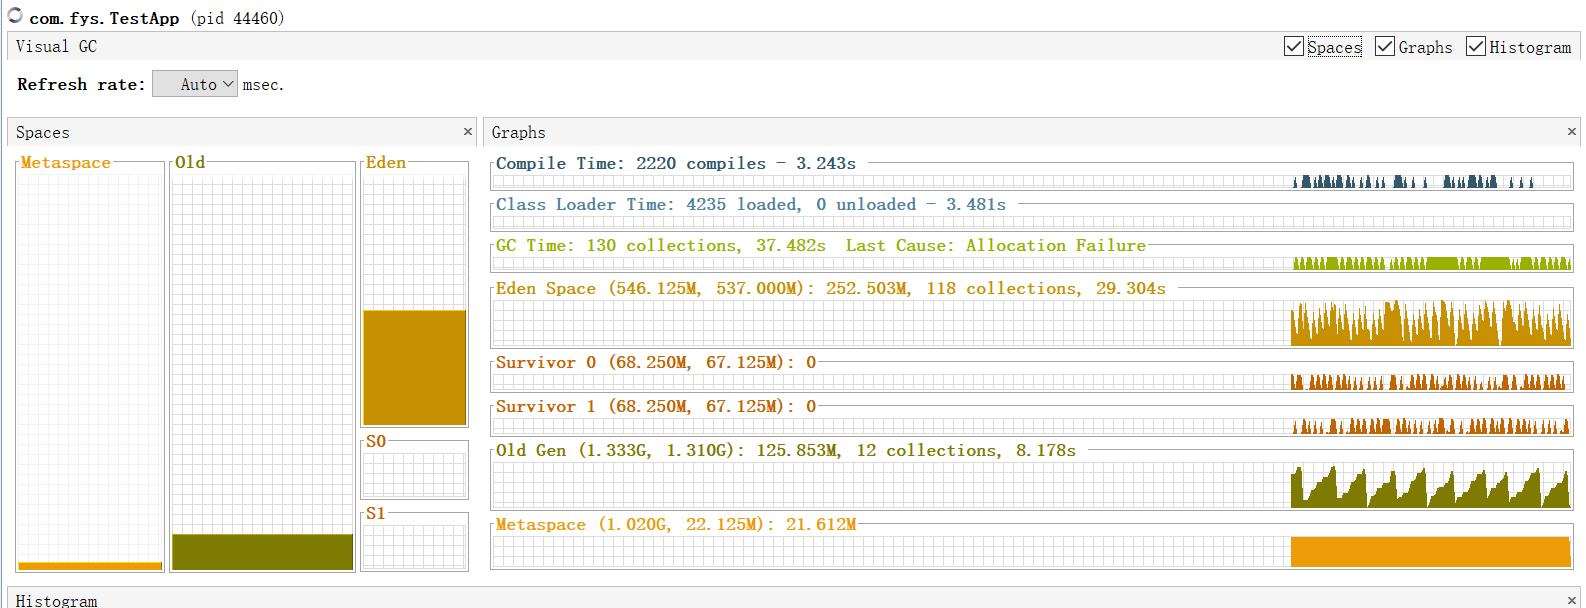 com.fys.TestApp (pid 44460)
Visual GC
Spaces Graphs Histogram
Refresh rate: Auto msec.
Spaces
Metaspace
Old
Eden
S0
S1
Graphs
Compile Time: 2220 compiles - 3.243s
Class Loader Time: 4235 loaded, 0 unloaded - 3.481s
GC Time: 130 collections, 37.482s Last Cause: Allocation Failure
Eden Space (546.125M, 537.000M): 252.503M, 118 collections, 29.304s
Survivor 0 (68.250M, 67.125M): 0
Survivor 1 (68.250M, 67.125M): 0
Old Gen (1.333G, 1.310G): 125.853M, 12 collections, 8.178s
Metaspace (1.020G, 22.125M): 21.612M
Histogram